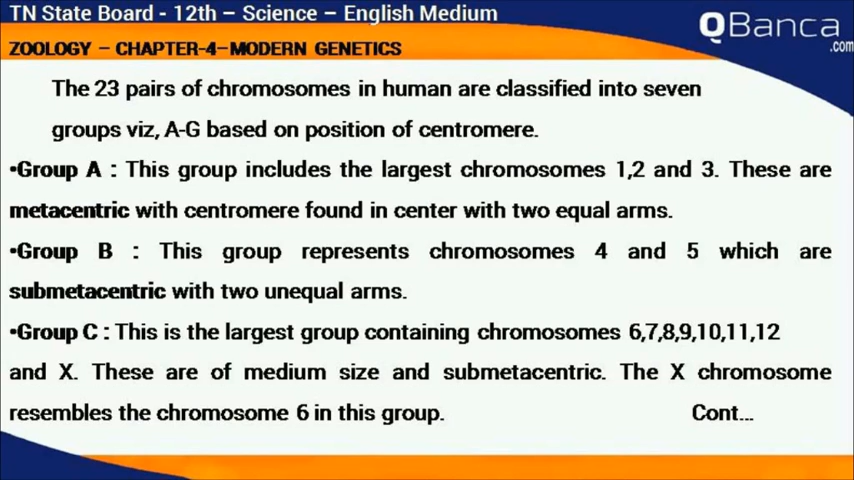 TN State Board - 12th – Science – English Medium
QBanca
.com
ZOOLOGY – CHAPTER-4–MODERN GENETICS
The 23 pairs of chromosomes in human are classified into seven
groups viz, A-G based on position of centromere.
•Group A : This group includes the largest chromosomes 1,2 and 3. These are
metacentric with centromere found in center with two equal arms.
•Group B : This group represents chromosomes 4 and 5 which are
submetacentric with two unequal arms.
•Group C : This is the largest group containing chromosomes 6,7,8,9,10,11,12
and X. These are of medium size and submetacentric. The X chromosome
resembles the chromosome 6 in this group. Cont...